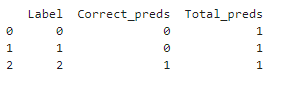 Label Correct_preds Total_preds
0 0 0 1
1 1 0 1
2 2 1 1